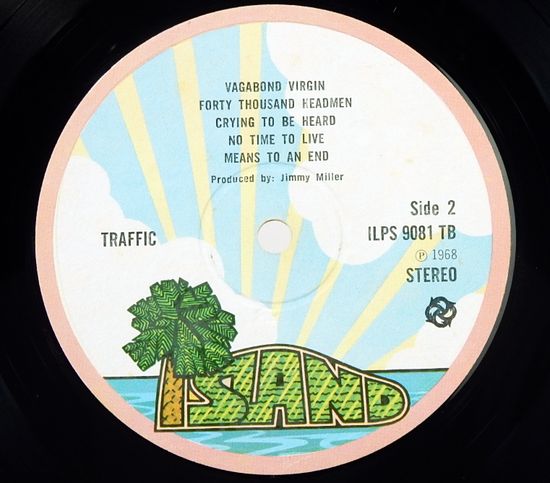 VAGABOND VIRGIN
FORTY THOUSAND HEADMEN
CRYING TO BE HEARD
NO TIME TO LIVE
MEANS TO AN END
Produced by: Jimmy Miller
Side 2
TRAFFIC
ILPS 9081 TB
Ⓟ 1968
STEREO
ISLAND